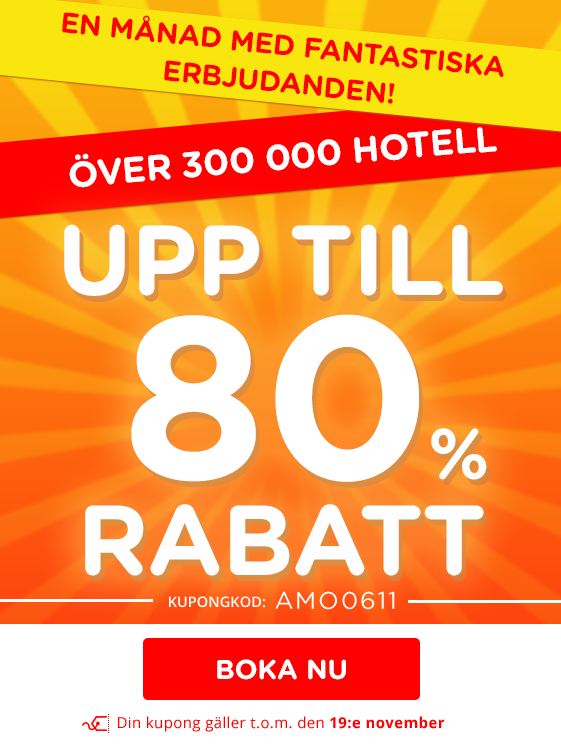 EN MÅNAD MED FANTASTISKA
ERBJUDANDEN!
ÖVER 300 000 HOTELL
UPP TILL
80%
RABATT
KUPONGKOD: AMO0611
BOKA NU
Din kupong gäller t.o.m. den 19:e november